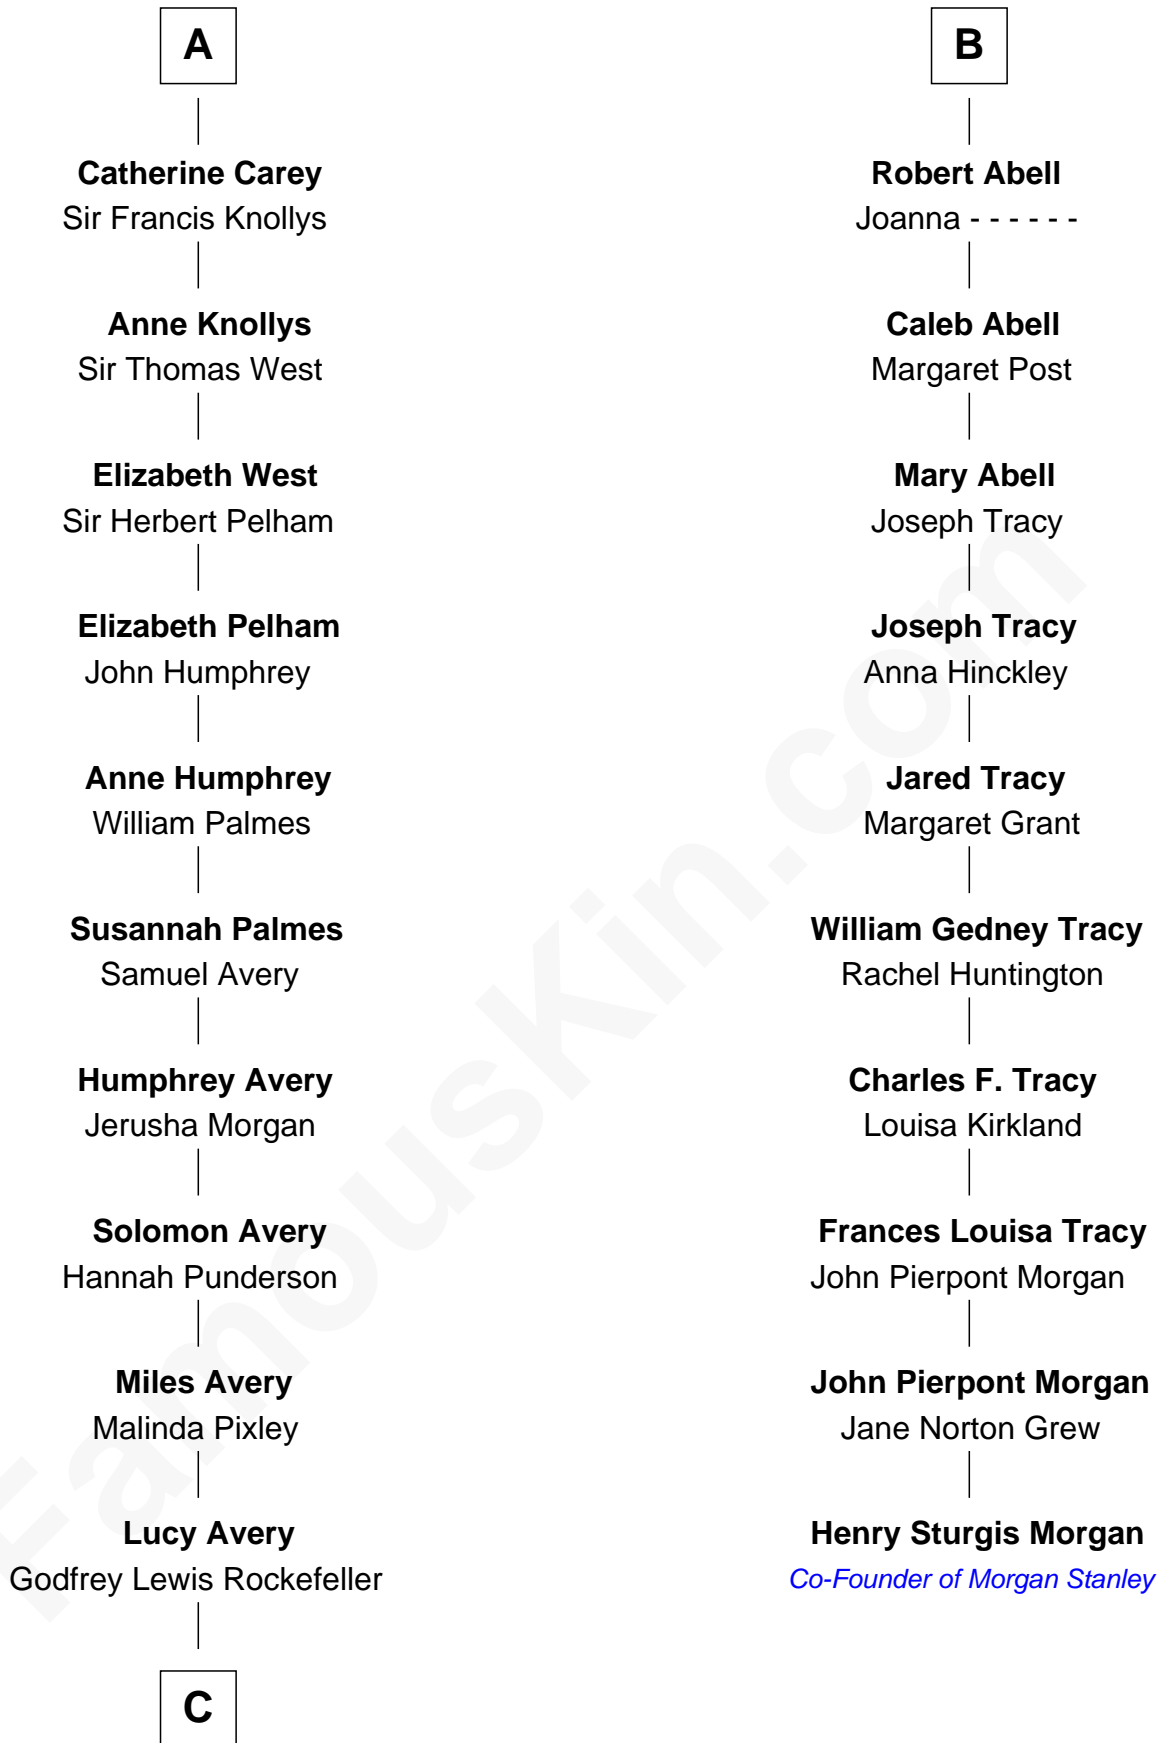 A
Catherine Carey
Sir Francis Knollys
Anne Knollys
Sir Thomas West
Elizabeth West
Sir Herbert Pelham
Elizabeth Pelham
John Humphrey
Anne Humphrey
William Palmes
Susannah Palmes
Samuel Avery
Humphrey Avery
Jerusha Morgan
Solomon Avery
Hannah Punderson
Miles Avery
Malinda Pixley
Lucy Avery
Godfrey Lewis Rockefeller
C
B
Robert Abell
Joanna - - - - - -
Caleb Abell
Margaret Post
Mary Abell
Joseph Tracy
Joseph Tracy
Anna Hinckley
Jared Tracy
Margaret Grant
William Gedney Tracy
Rachel Huntington
Charles F. Tracy
Louisa Kirkland
Frances Louisa Tracy
John Pierpont Morgan
John Pierpont Morgan
Jane Norton Grew
Henry Sturgis Morgan
Co-Founder of Morgan Stanley
FamousKin.com